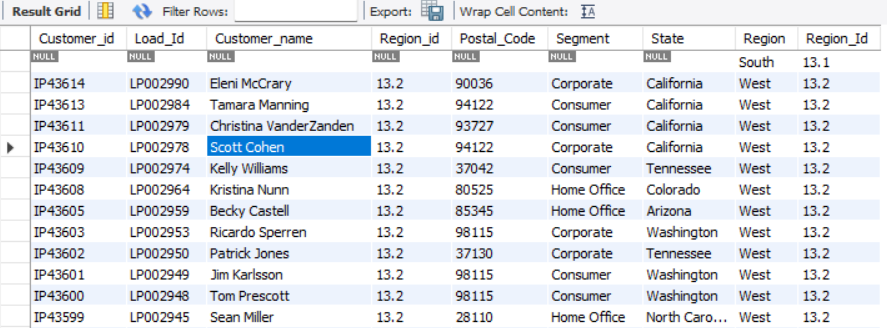 Result Grid Filter Rows: Export: Wrap Cell Content: IA
Customer_id Load_Id Customer_name Region_id Postal_Code Segment State Region Region_Id
NULL NULL NULL NULL NULL NULL NULL South 13.1
IP43614 LP002990 Eleni McCrary 13.2 90036 Corporate California West 13.2
IP43613 LP002984 Tamara Manning 13.2 94122 Consumer California West 13.2
IP43611 LP002979 Christina VanderZanden 13.2 93727 Consumer California West 13.2
IP43610 LP002978 Scott Cohen 13.2 94122 Corporate California West 13.2
IP43609 LP002974 Kelly Williams 13.2 37042 Consumer Tennessee West 13.2
IP43608 LP002964 Kristina Nunn 13.2 80525 Home Office Colorado West 13.2
IP43605 LP002959 Becky Castell 13.2 85345 Home Office Arizona West 13.2
IP43603 LP002953 Ricardo Sperren 13.2 98115 Corporate Washington West 13.2
IP43602 LP002950 Patrick Jones 13.2 37130 Corporate Tennessee West 13.2
IP43601 LP002949 Jim Karlsson 13.2 98115 Consumer Washington West 13.2
IP43600 LP002948 Tom Prescott 13.2 98115 Consumer Washington West 13.2
IP43599 LP002945 Sean Miller 13.2 28110 Home Office North Caro... West 13.2